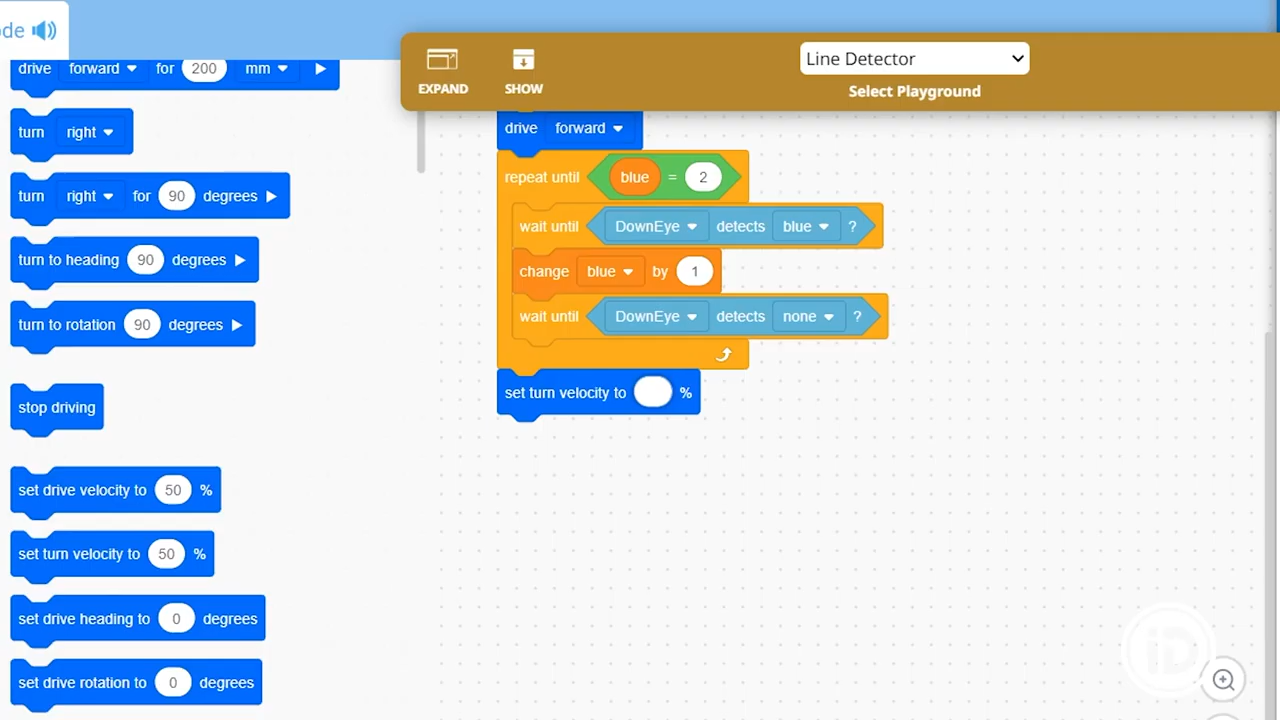 ode
drive forward for 200 mm
turn right
turn right for 90 degrees
turn to heading 90 degrees
turn to rotation 90 degrees
stop driving
set drive velocity to 50 %
set turn velocity to 50 %
set drive heading to 0 degrees
set drive rotation to 0 degrees
EXPAND
SHOW
Line Detector
Select Playground
drive forward
repeat until blue = 2
wait until DownEye detects blue ?
change blue by 1
wait until DownEye detects none ?
set turn velocity to %
iD